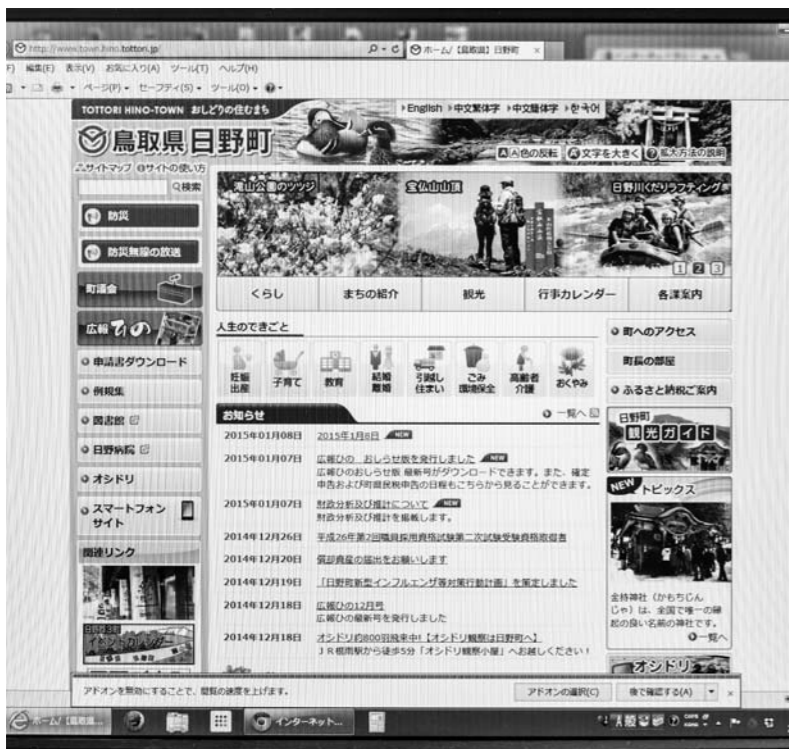 http://www.town.hino.tottori.jp/
ホーム/【鳥取県】日野町
編集(E) 表示(V) お気に入り(A) ツール(T) ヘルプ(H)
ページ(P) セーフティ(S) ツール(O)
TOTTORI HINO-TOWN おしどりの住むまち
English 中文繁体字 中文簡体字 한국어
鳥取県日野町
A A 色の反転 A 文字を大きく ? 拡大方法の説明
サイトマップ サイトの使い方
検索
防災
防災無線の放送
町議会
広報 ひの
申請書ダウンロード
例規集
図書館
日野病院
オシドリ
スマートフォン
サイト
関連リンク
イベントカレンダー
滝山公園のツツジ
宝仏山山頂
日野川くだりラフティング
1 2 3
くらし まちの紹介 観光 行事カレンダー 各課案内
人生のできごと
妊娠
出産
子育て
教育
結婚
離婚
引越し
住まい
ごみ
環境保全
高齢者
介護
おくやみ
お知らせ
一覧へ
2015年01月08日 2015年1月8日 NEW
2015年01月07日 広報ひの おしらせ版を発行しました NEW
広報ひのおしらせ版 最新号がダウンロードできます。また、確定
申告および町県民税申告の日程もこちらから見ることができます。
2015年01月07日 財政分析及び推計について NEW
財政分析及び推計を掲載します。
2014年12月26日 平成26年第2回職員採用資格試験第二次試験受験資格取得者
2014年12月20日 償却資産の届出をお願いします
2014年12月19日 「日野町新型インフルエンザ等対策行動計画」を策定しました
2014年12月18日 広報ひの12月号
広報ひの最新号を発行しました
2014年12月18日 オシドリ約800羽飛来中!【オシドリ観察は日野町へ】
JR根雨駅から徒歩5分「オシドリ観察小屋」へお越しください!
町へのアクセス
町長の部屋
ふるさと納税ご案内
日野町
観光ガイド
NEW トピックス
金持神社(かもちじん
じゃ)は、全国で唯一の縁
起の良い名前の神社です。
一覧へ
オシドリ
アドオンを無効にすることで、閲覧の速度を上げます。
アドオンの選択(C) 後で確認する(A)
ホーム/【鳥取県...
インターネット...
A 般
CAPS
KANA